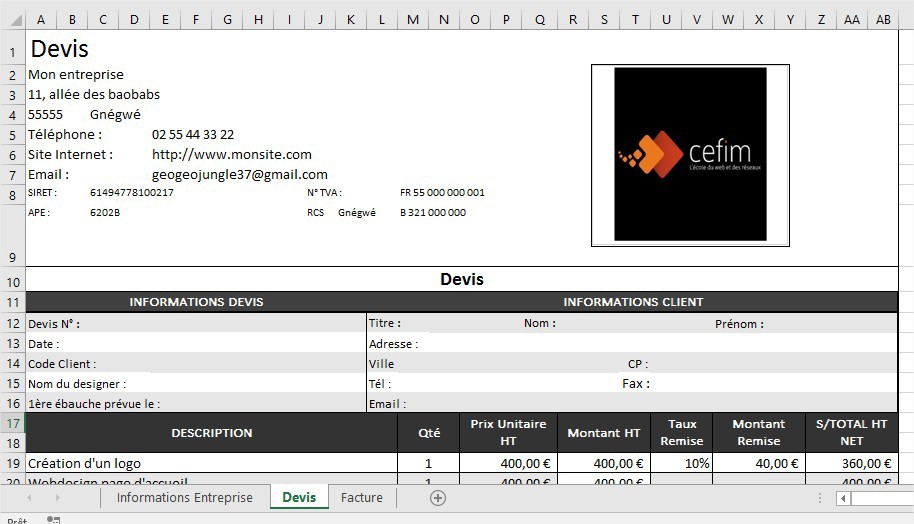 A B C D E F G H I J K L M N O P Q R S T U V W X Y Z AA AB
1 Devis
2 Mon entreprise
3 11, allée des baobabs
4 55555 Gnégwé
5 Téléphone : 02 55 44 33 22
6 Site Internet : http://www.monsite.com
7 Email : geogeojungle37@gmail.com
8 SIRET : 61494778100217 N° TVA : FR 55 000 000 001
APE : 6202B RCS Gnégwé B 321 000 000
9
cefim
L'école du web et des réseaux
10 Devis
11 INFORMATIONS DEVIS INFORMATIONS CLIENT
12 Devis N° : Titre : Nom : Prénom :
13 Date : Adresse :
14 Code Client : Ville CP :
15 Nom du designer : Tél : Fax :
16 1ère ébauche prévue le : Email :
17 DESCRIPTION Qté Prix Unitaire HT Montant HT Taux Remise Montant Remise S/TOTAL HT NET
18
19 Création d'un logo 1 400,00 € 400,00 € 10% 40,00 € 360,00 €
20 Webdesign page d'accueil 1 400,00 € 400,00 € 400,00 €
Informations Entreprise Devis Facture
Prêt